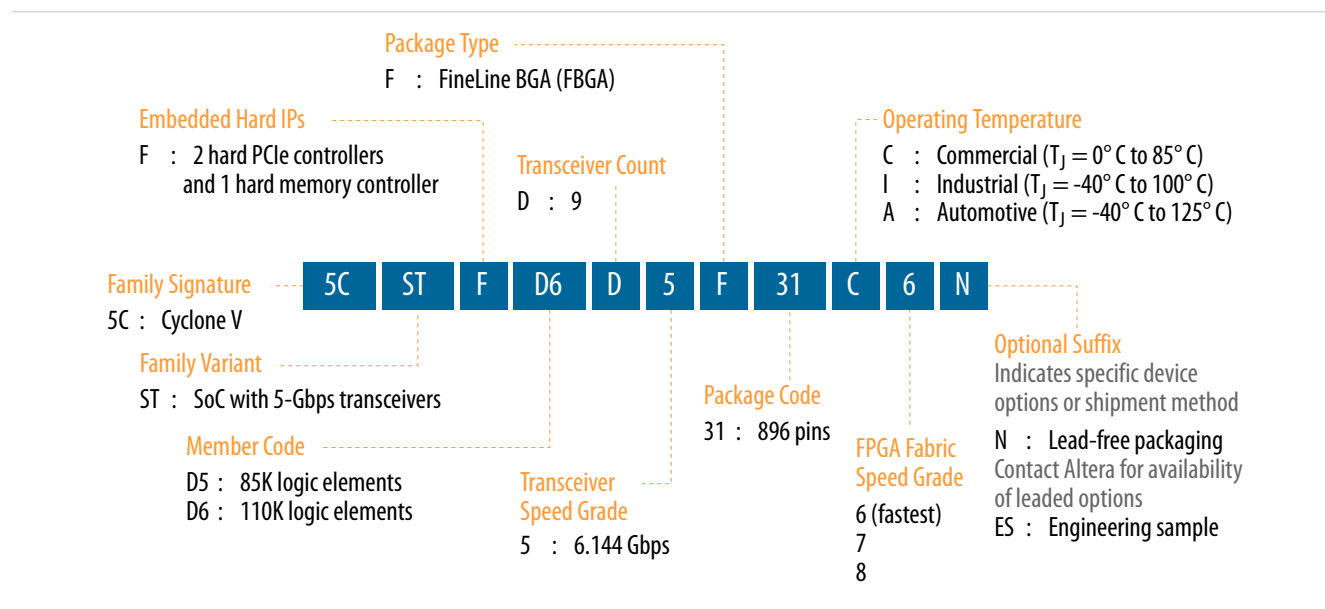 Package Type
F : FineLine BGA (FBGA)
Embedded Hard IPs
F : 2 hard PCIe controllers
and 1 hard memory controller
Transceiver Count
D : 9
Operating Temperature
C : Commercial (TJ = 0° C to 85° C)
I : Industrial (TJ = -40° C to 100° C)
A : Automotive (TJ = -40° C to 125° C)
5C ST F D6 D 5 F 31 C 6 N
Family Signature
5C : Cyclone V
Family Variant
ST : SoC with 5-Gbps transceivers
Member Code
D5 : 85K logic elements
D6 : 110K logic elements
Transceiver
Speed Grade
5 : 6.144 Gbps
Package Code
31 : 896 pins
FPGA Fabric
Speed Grade
6 (fastest)
7
8
Optional Suffix
Indicates specific device
options or shipment method
N : Lead-free packaging
Contact Altera for availability
of leaded options
ES : Engineering sample